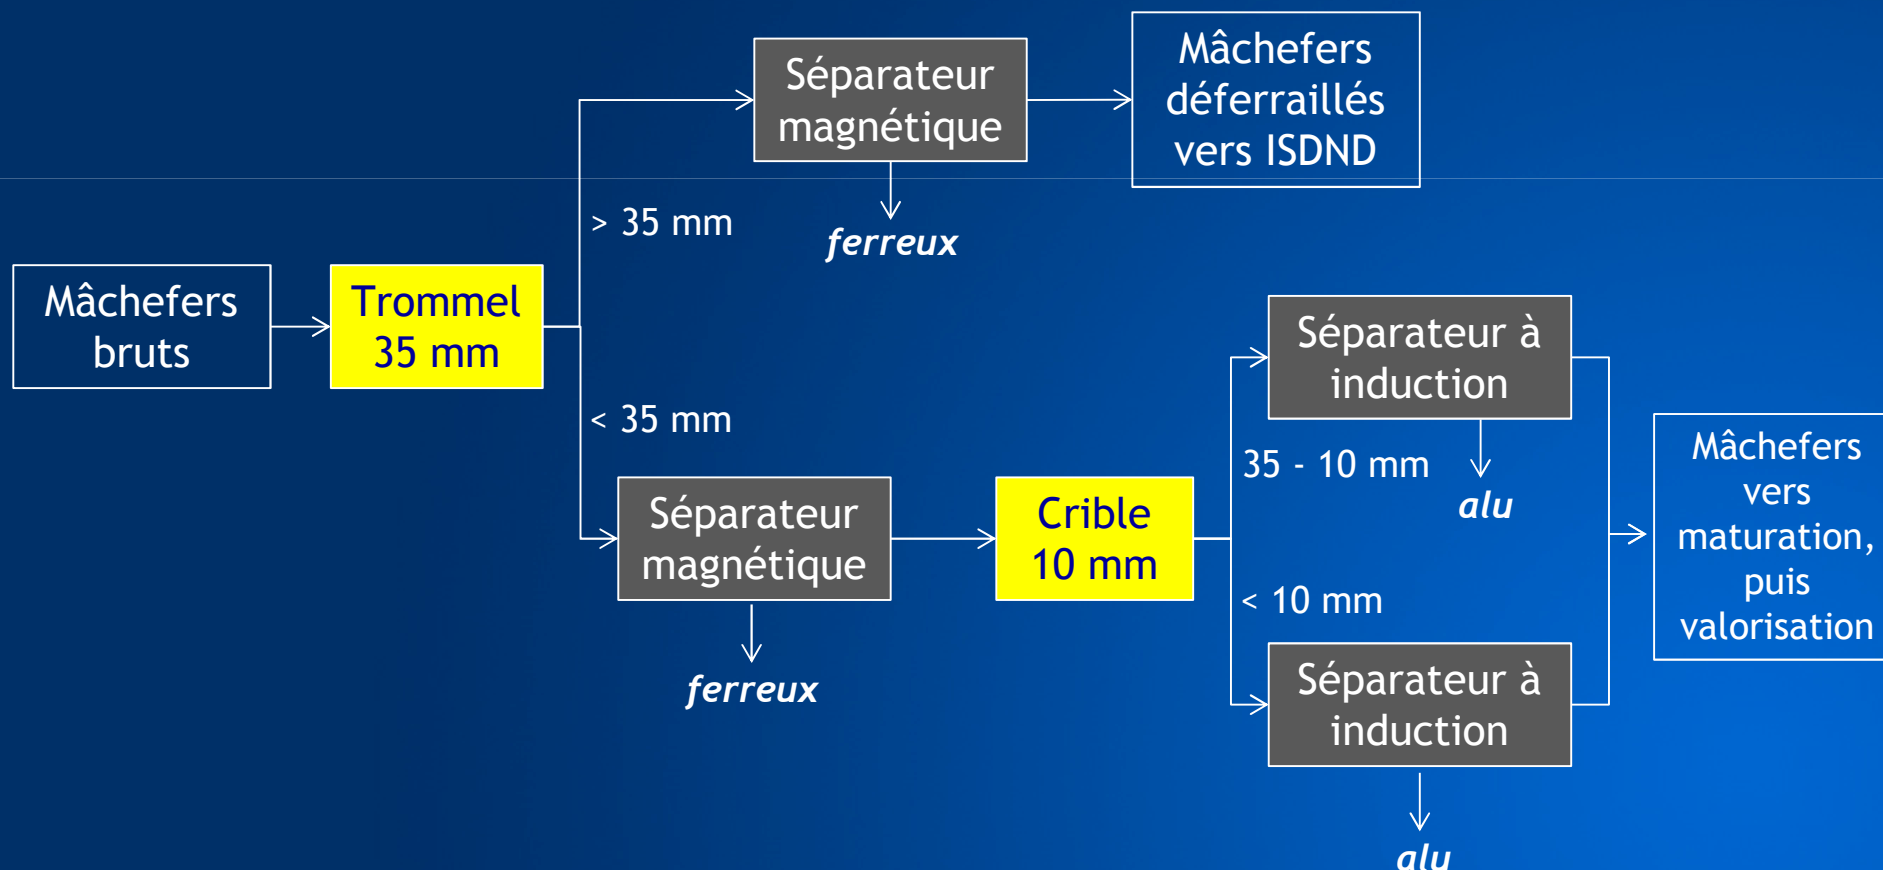 Séparateur
magnétique
Mâchefers
déferraillés
vers ISDND
> 35 mm
ferreux
Mâchefers
bruts
Trommel
35 mm
< 35 mm
Séparateur
magnétique
ferreux
Crible
10 mm
Séparateur à
induction
35 - 10 mm
alu
< 10 mm
Séparateur à
induction
alu
Mâchefers
vers
maturation,
puis
valorisation